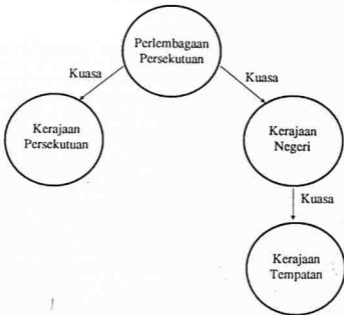 Perlembagaan
Persekutuan
Kuasa
Kuasa
Kerajaan
Persekutuan
Kerajaan
Negeri
Kuasa
Kerajaan
Tempatan